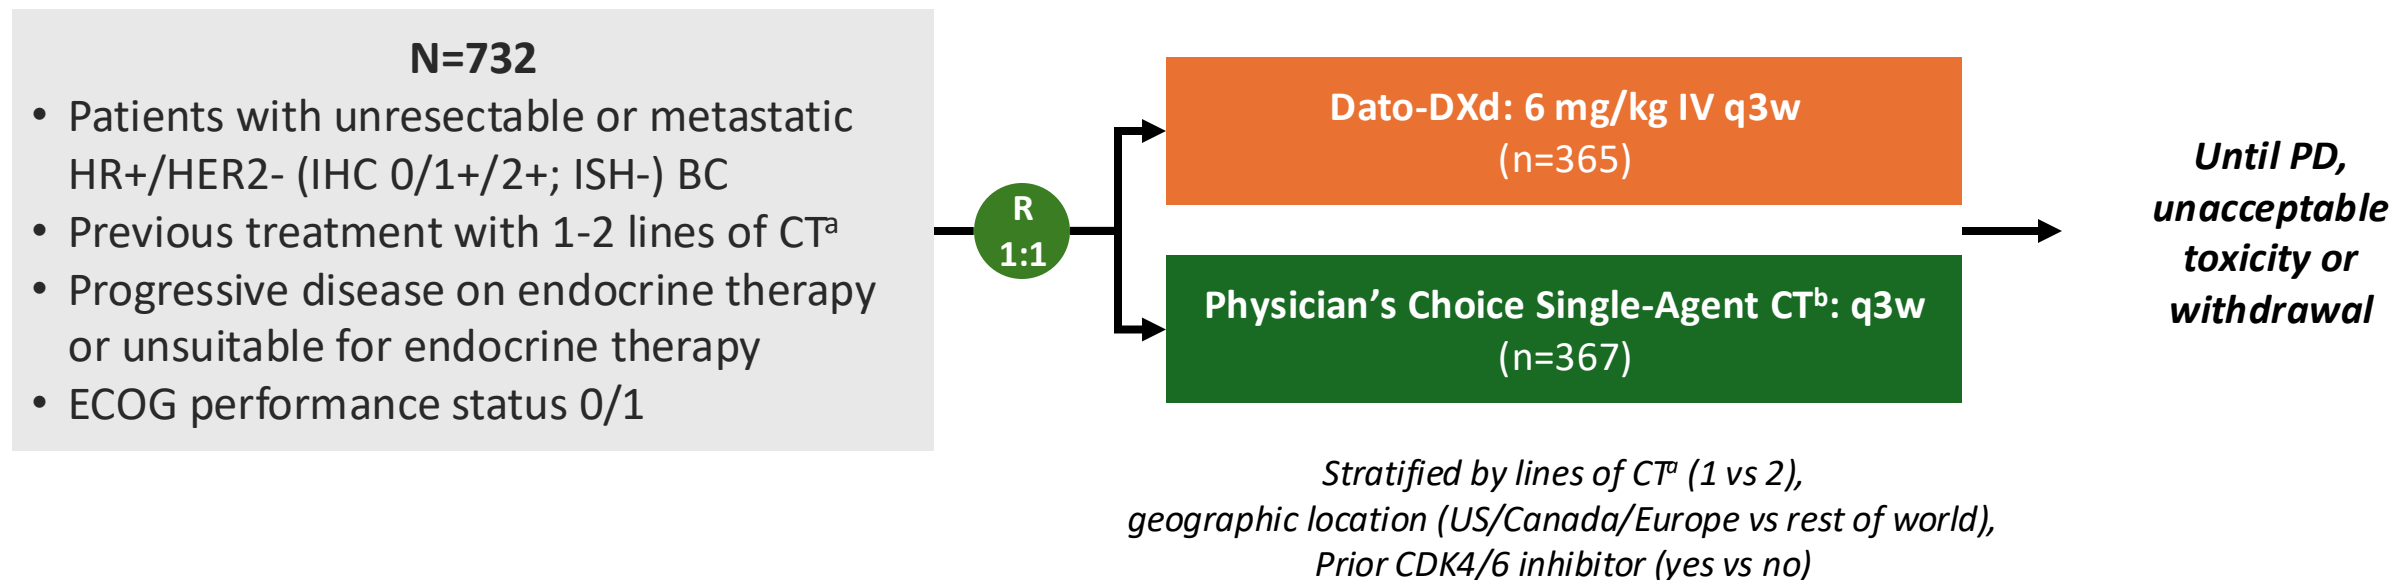 N=732
• Patients with unresectable or metastatic
HR+/HER2- (IHC 0/1+/2+; ISH-) BC
• Previous treatment with 1-2 lines of CTᵃ
• Progressive disease on endocrine therapy
or unsuitable for endocrine therapy
• ECOG performance status 0/1
R
1:1
Dato-DXd: 6 mg/kg IV q3w
(n=365)
Physician’s Choice Single-Agent CTᵇ: q3w
(n=367)
Until PD,
unacceptable
toxicity or
withdrawal
Stratified by lines of CTᵃ (1 vs 2),
geographic location (US/Canada/Europe vs rest of world),
Prior CDK4/6 inhibitor (yes vs no)